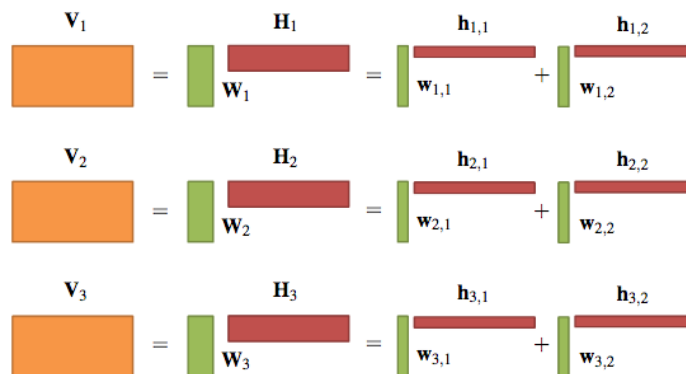 V₁ H₁ h₁,₁ h₁,₂
= = +
W₁ w₁,₁ w₁,₂
V₂ H₂ h₂,₁ h₂,₂
= = +
W₂ w₂,₁ w₂,₂
V₃ H₃ h₃,₁ h₃,₂
= = +
W₃ w₃,₁ w₃,₂